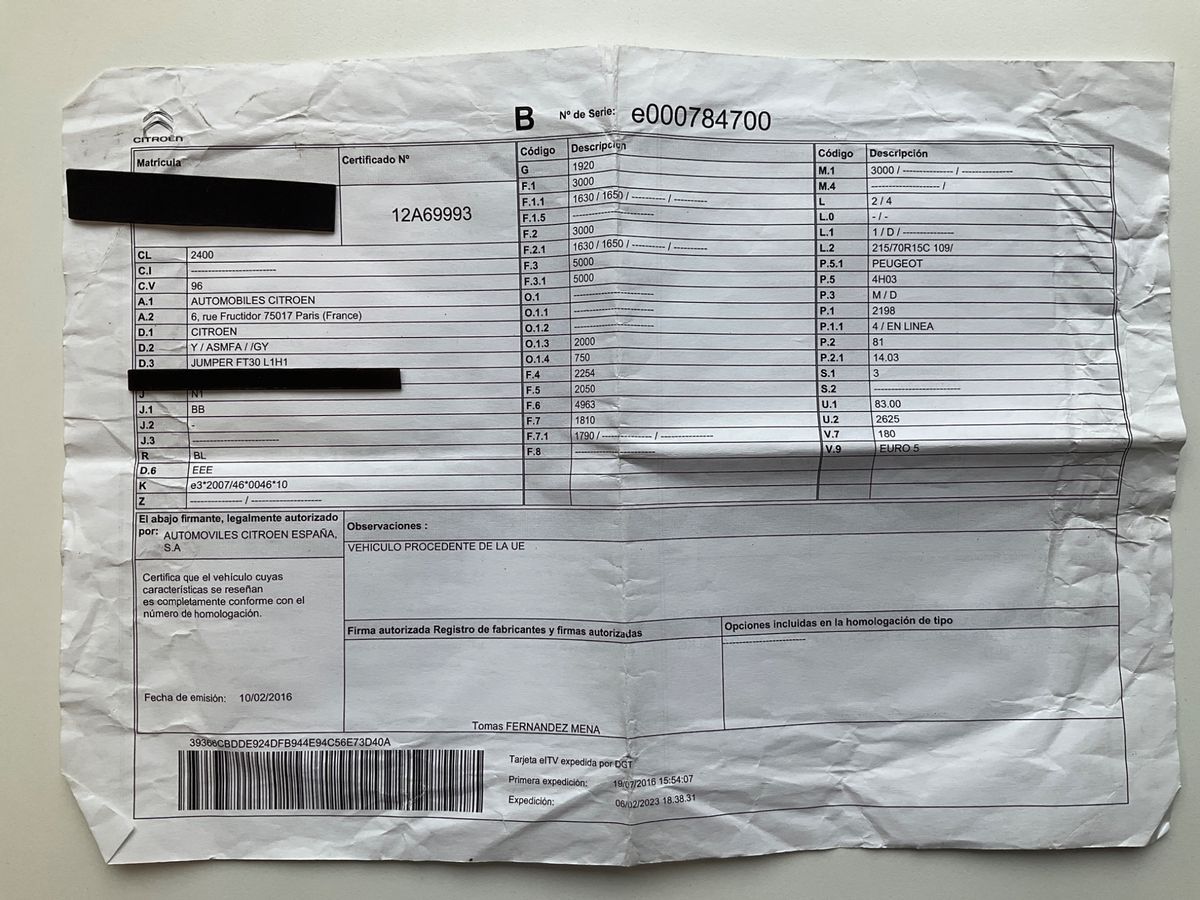 CITROËN
B Nº de Serie: e000784700
Matrícula
Certificado Nº
12A69993
CL 2400
C.I ------------------------
C.V 96
A.1 AUTOMOBILES CITROEN
A.2 6, rue Fructidor 75017 Paris (France)
D.1 CITROEN
D.2 Y / ASMFA / /GY
D.3 JUMPER FT30 L1H1
J N1
J.1 BB
J.2 -
J.3 ------------------------
R BL
D.6 EEE
K e3*2007/46*0046*10
Z --------------- / --------------------
Código Descripción
G 1920
F.1 3000
F.1.1 1630 / 1650 / ---------- / ----------
F.1.5 ------------------------
F.2 3000
F.2.1 1630 / 1650 / ---------- / ----------
F.3 5000
F.3.1 5000
O.1 ------------------------
O.1.1 ------------------------
O.1.2 ------------------------
O.1.3 2000
O.1.4 750
F.4 2254
F.5 2050
F.6 4963
F.7 1810
F.7.1 1790 / --------------- / ---------------
F.8 ------------------------
Código Descripción
M.1 3000 / --------------- / ---------------
M.4 --------------------- /
L 2 / 4
L.0 - / -
L.1 1 / D / ---------------
L.2 215/70R15C 109/
P.5.1 PEUGEOT
P.5 4H03
P.3 M / D
P.1 2198
P.1.1 4 / EN LINEA
P.2 81
P.2.1 14.03
S.1 3
S.2 ------------------------
U.1 83.00
U.2 2625
V.7 180
V.9 EURO 5
El abajo firmante, legalmente autorizado
por: AUTOMOVILES CITROEN ESPAÑA,
S.A
Certifica que el vehículo cuyas
características se reseñan
es completamente conforme con el
número de homologación.
Fecha de emisión: 10/02/2016
Observaciones :
VEHICULO PROCEDENTE DE LA UE
Firma autorizada Registro de fabricantes y firmas autorizadas
Tomas FERNANDEZ MENA
Opciones incluidas en la homologación de tipo
------------------------
39366CBDDE924DFB944E94C56E73D40A
Tarjeta eITV expedida por DGT
Primera expedición: 19/07/2016 15:54:07
Expedición: 06/02/2023 18.38.31